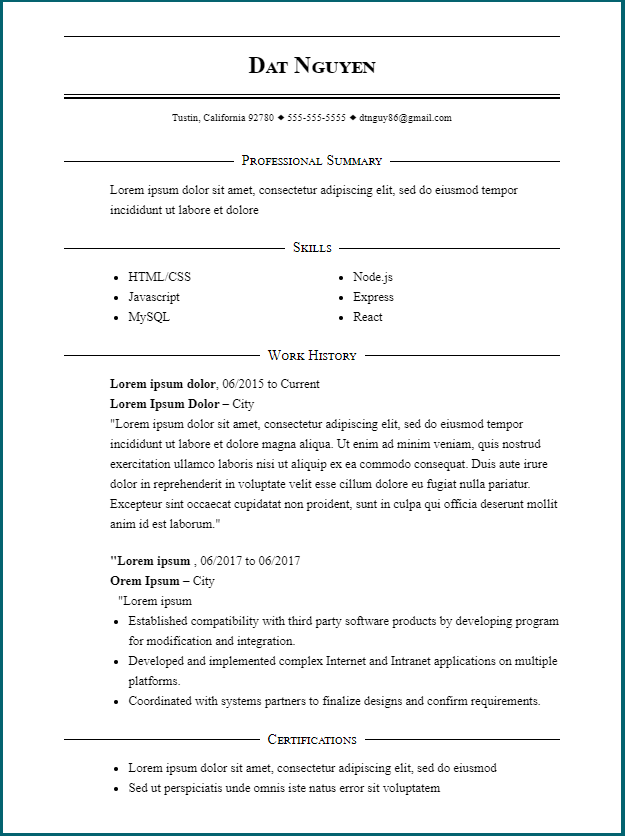 Dat Nguyen
Tustin, California 92780 ◆ 555-555-5555 ◆ dtnguy86@gmail.com
Professional Summary
Lorem ipsum dolor sit amet, consectetur adipiscing elit, sed do eiusmod tempor
incididunt ut labore et dolore
Skills
• HTML/CSS
• Javascript
• MySQL
• Node.js
• Express
• React
Work History
Lorem ipsum dolor, 06/2015 to Current
Lorem Ipsum Dolor – City
"Lorem ipsum dolor sit amet, consectetur adipiscing elit, sed do eiusmod tempor
incididunt ut labore et dolore magna aliqua. Ut enim ad minim veniam, quis nostrud
exercitation ullamco laboris nisi ut aliquip ex ea commodo consequat. Duis aute irure
dolor in reprehenderit in voluptate velit esse cillum dolore eu fugiat nulla pariatur.
Excepteur sint occaecat cupidatat non proident, sunt in culpa qui officia deserunt mollit
anim id est laborum."
"Lorem ipsum , 06/2017 to 06/2017
Orem Ipsum – City
"Lorem ipsum
• Established compatibility with third party software products by developing program
for modification and integration.
• Developed and implemented complex Internet and Intranet applications on multiple
platforms.
• Coordinated with systems partners to finalize designs and confirm requirements.
Certifications
• Lorem ipsum dolor sit amet, consectetur adipiscing elit, sed do eiusmod
• Sed ut perspiciatis unde omnis iste natus error sit voluptatem